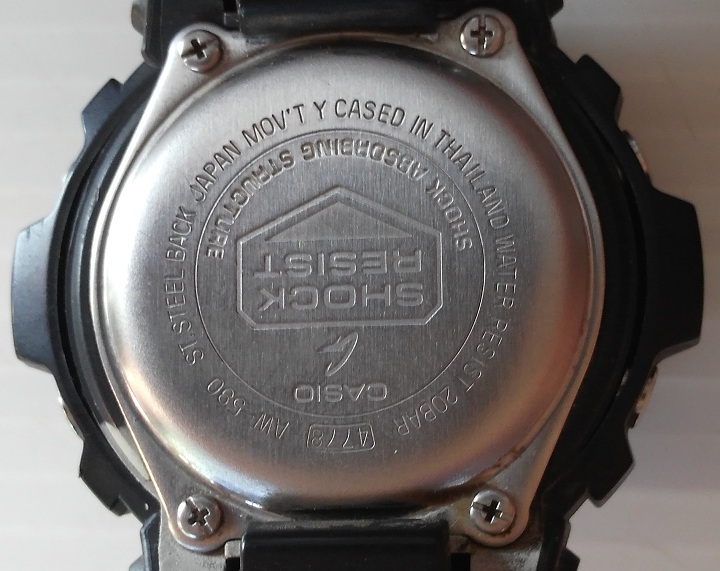 4778 AW-590 ST.STEEL BACK JAPAN MOV'T Y CASED IN THAILAND WATER RESIST 20BAR
CASIO
SHOCK
RESIST
SHOCK ABSORBING STRUCTURE